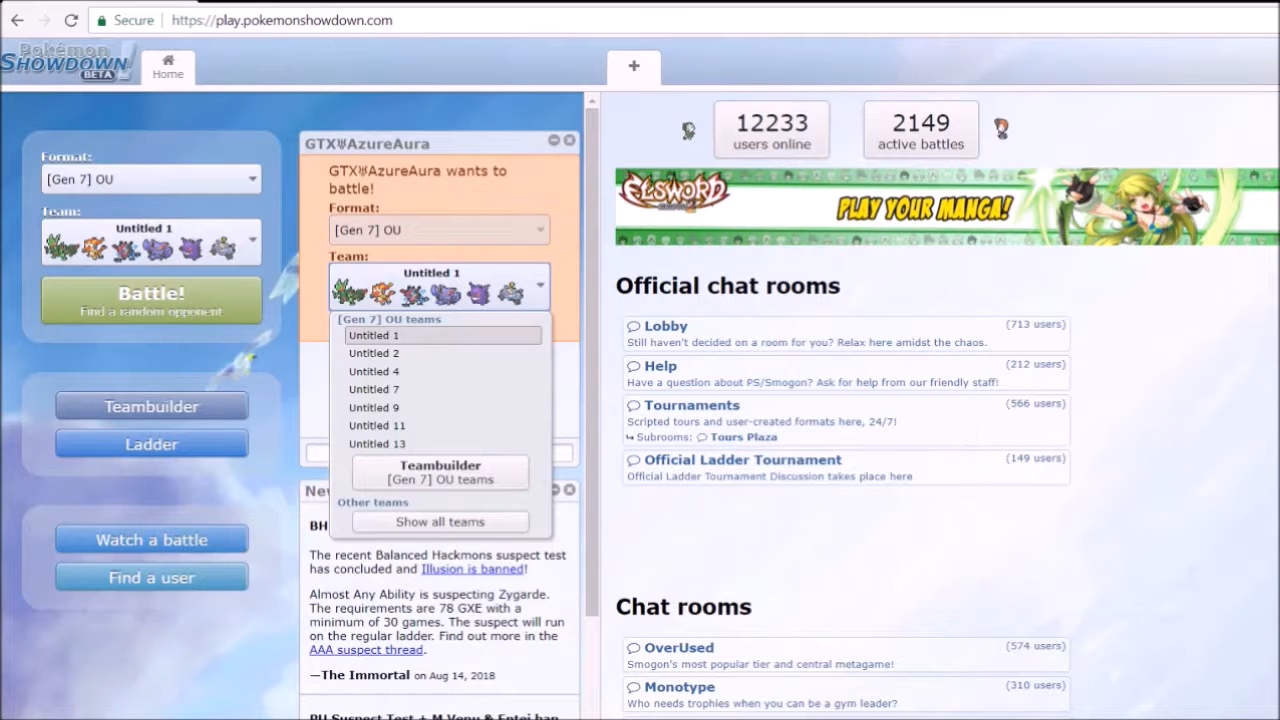 Secure
https://play.pokemonshowdown.com
Pokémon
SHOWDOWN!
BETA
Home
+
Format:
[Gen 7] OU
Team:
Untitled 1
Battle!
Find a random opponent
Teambuilder
Ladder
Watch a battle
Find a user
GTXΨAzureAura
GTXΨAzureAura wants to
battle!
Format:
[Gen 7] OU
Team:
Untitled 1
[Gen 7] OU teams
Untitled 1
Untitled 2
Untitled 4
Untitled 7
Untitled 9
Untitled 11
Untitled 13
Teambuilder
[Gen 7] OU teams
Other teams
Show all teams
BH
The recent Balanced Hackmons suspect test
has concluded and Illusion is banned!
Almost Any Ability is suspecting Zygarde.
The requirements are 78 GXE with a
minimum of 30 games. The suspect will run
on the regular ladder. Find out more in the
AAA suspect thread.
—The Immortal on Aug 14, 2018
PU Suspect Test + M Venu & Entei ban
12233
users online
2149
active battles
ELSWORD
PLAY YOUR MANGA!
Official chat rooms
Lobby (713 users)
Still haven't decided on a room for you? Relax here amidst the chaos.
Help (212 users)
Have a question about PS/Smogon? Ask for help from our friendly staff!
Tournaments (566 users)
Scripted tours and user-created formats here, 24/7!
↳ Subrooms: Tours Plaza
Official Ladder Tournament (149 users)
Official Ladder Tournament Discussion takes place here
Chat rooms
OverUsed (574 users)
Smogon's most popular tier and central metagame!
Monotype (310 users)
Who needs trophies when you can be a gym leader?